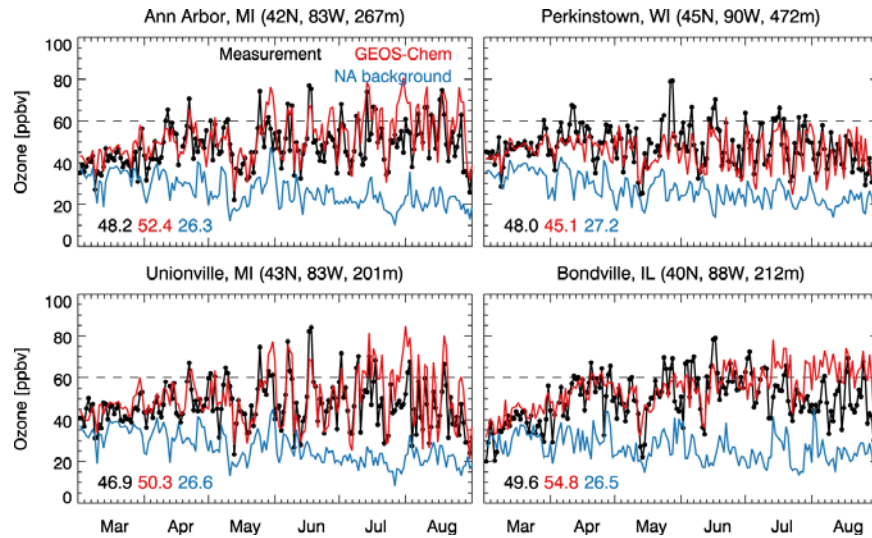 Ann Arbor, MI (42N, 83W, 267m)
Perkinstown, WI (45N, 90W, 472m)
Measurement GEOS-Chem
NA background
Ozone [ppbv]
80
60
40
20
0
48.2 52.4 26.3
48.0 45.1 27.2
Unionville, MI (43N, 83W, 201m)
Bondville, IL (40N, 88W, 212m)
Ozone [ppbv]
100
80
60
40
20
0
46.9 50.3 26.6
49.6 54.8 26.5
Mar Apr May Jun Jul Aug
Mar Apr May Jun Jul Aug